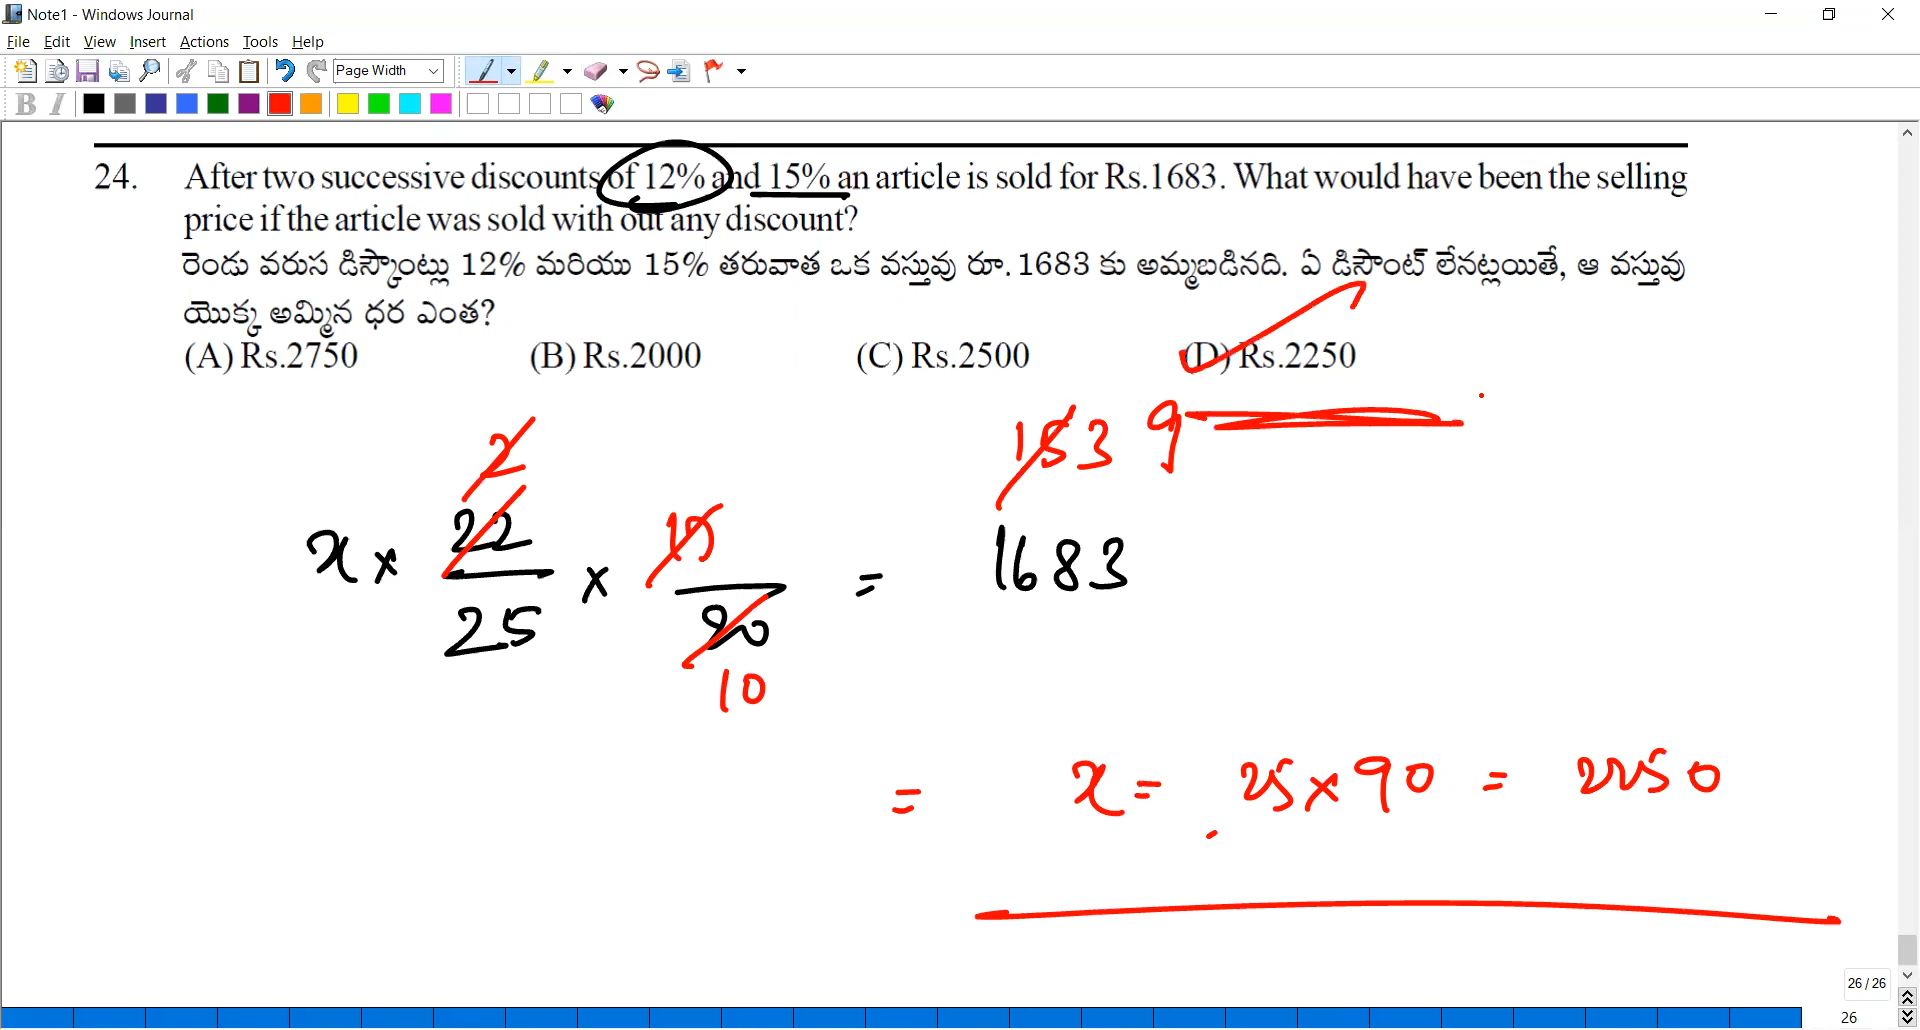 Note1 - Windows Journal
File Edit View Insert Actions Tools Help
Page Width
B I
24. After two successive discounts of 12% and 15% an article is sold for Rs.1683. What would have been the selling
price if the article was sold with out any discount?
రెండు వరుస డిస్కౌంట్లు 12% మరియు 15% తరువాత ఒక వస్తువు రూ. 1683 కు అమ్మబడినది. ఏ డిసౌంట్ లేనట్లయితే, ఆ వస్తువు
యొక్క అమ్మిన ధర ఎంత?
(A) Rs.2750 (B) Rs.2000 (C) Rs.2500 (D) Rs.2250
2 153 9
x × 22/25 × /20 = 1683
10
= x = 25 × 90 = 2250
26 / 26
26